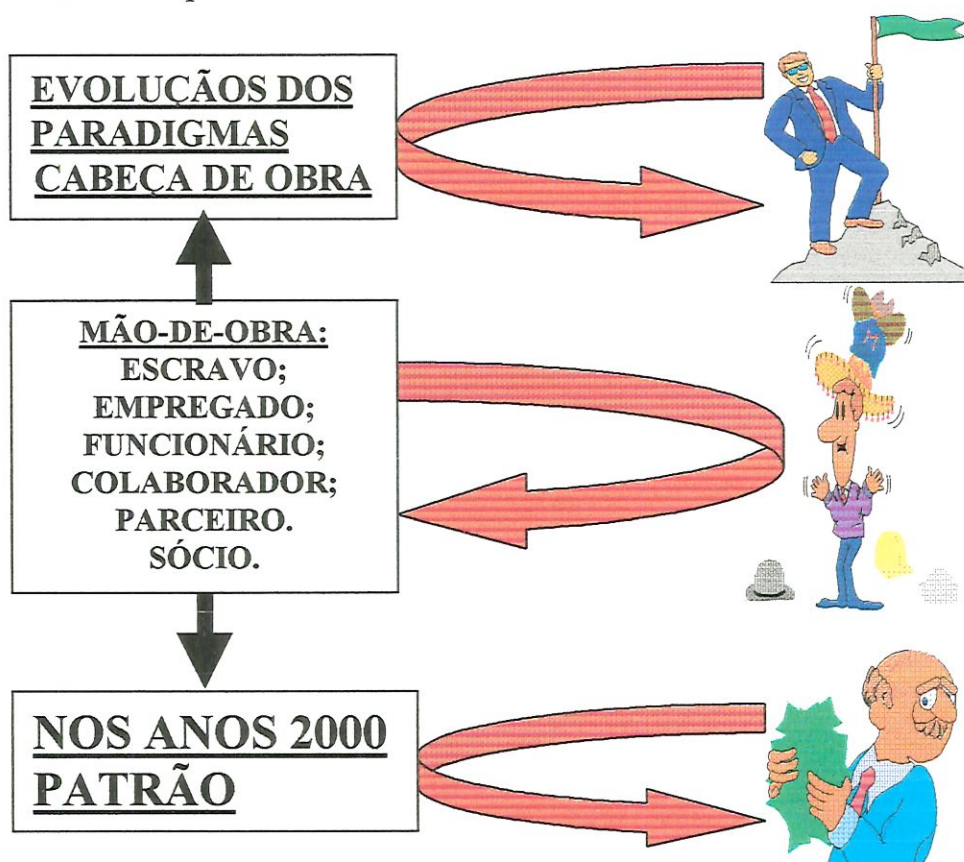 EVOLUÇÃOS DOS
PARADIGMAS
CABEÇA DE OBRA
MÃO-DE-OBRA:
ESCRAVO;
EMPREGADO;
FUNCIONÁRIO;
COLABORADOR;
PARCEIRO.
SÓCIO.
NOS ANOS 2000
PATRÃO